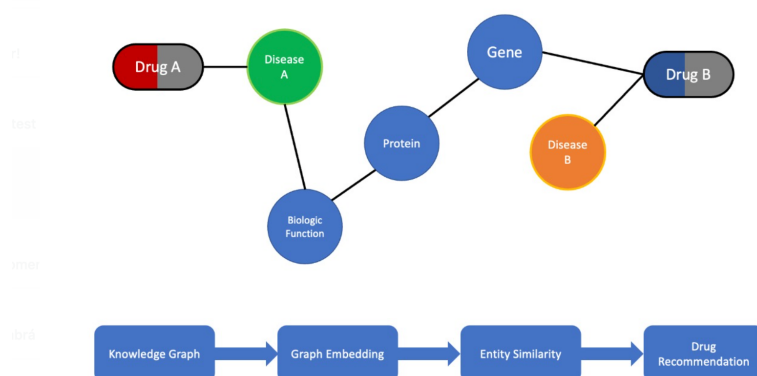 Gene
Drug A
Disease
A
Drug B
Protein
Disease
B
Biologic
Function
Knowledge Graph
Graph Embedding
Entity Similarity
Drug
Recommendation